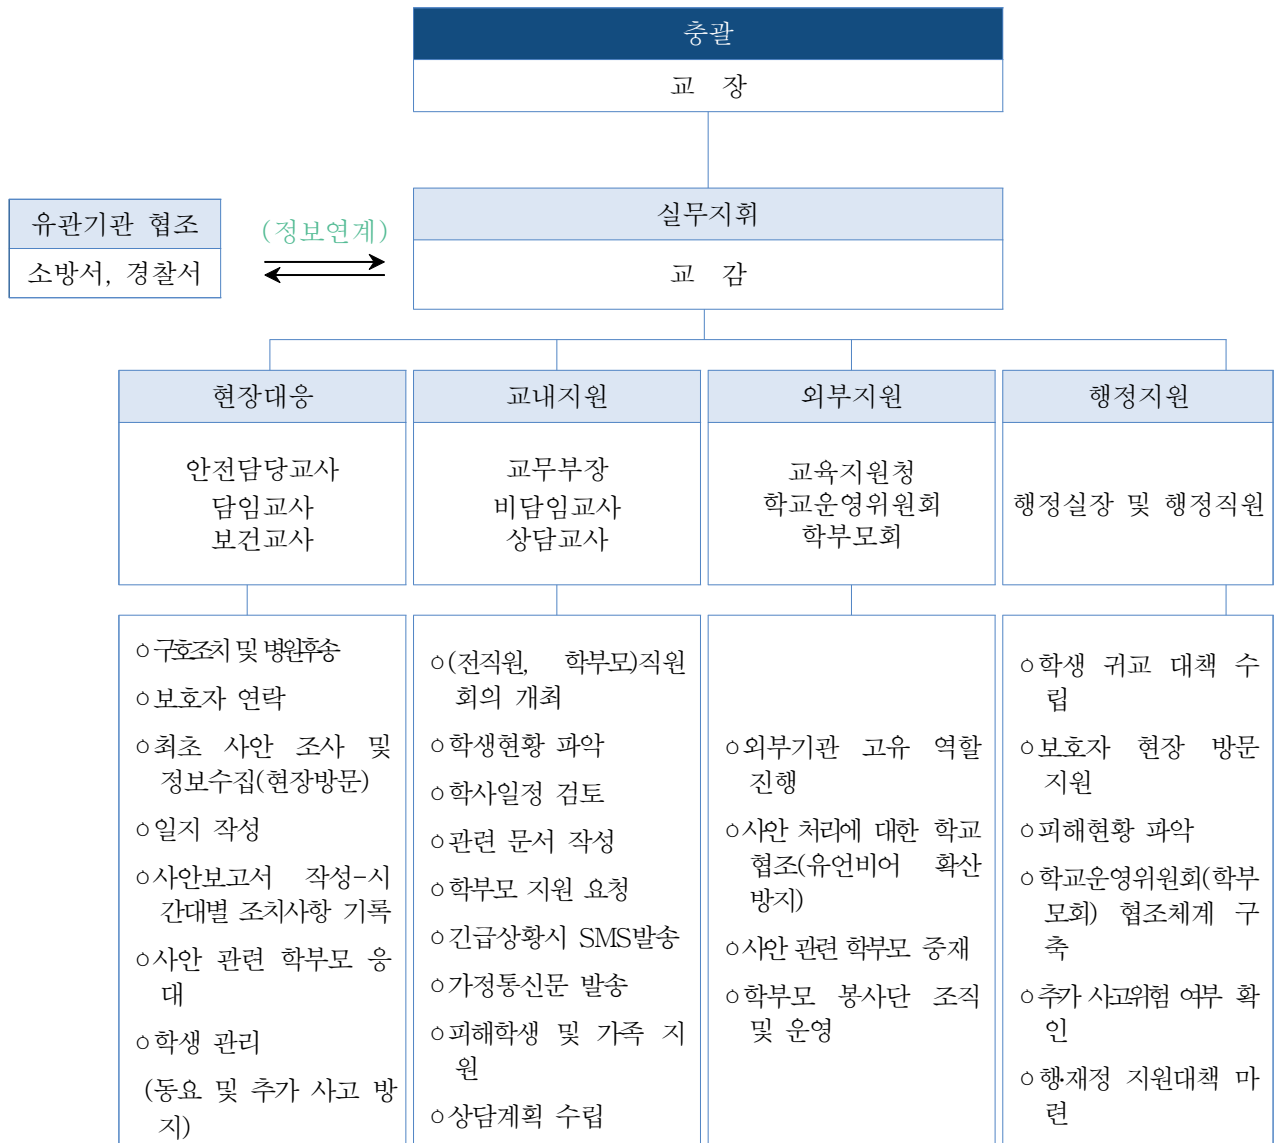 총괄
교 장
유관기관 협조
소방서, 경찰서
(정보연계)
실무지휘
교 감
현장대응
안전담당교사
담임교사
보건교사
○구호조치 및 병원후송
○보호자 연락
○최초 사안 조사 및
정보수집(현장방문)
○일지 작성
○사안보고서 작성-시
간대별 조치사항 기록
○사안 관련 학부모 응
대
○학생 관리
(동요 및 추가 사고 방
지)
교내지원
교무부장
비담임교사
상담교사
○(전직원, 학부모)직원
회의 개최
○학생현황 파악
○학사일정 검토
○관련 문서 작성
○학부모 지원 요청
○긴급상황시 SMS발송
○가정통신문 발송
○피해학생 및 가족 지
원
○상담계획 수립
외부지원
교육지원청
학교운영위원회
학부모회
○외부기관 고유 역할
진행
○사안 처리에 대한 학교
협조(유언비어 확산
방지)
○사안 관련 학부모 중재
○학부모 봉사단 조직
및 운영
행정지원
행정실장 및 행정직원
○학생 귀교 대책 수
립
○보호자 현장 방문
지원
○피해현황 파악
○학교운영위원회(학부
모회) 협조체계 구
축
○추가 사고위험 여부 확
인
○행·재정 지원대책 마
련